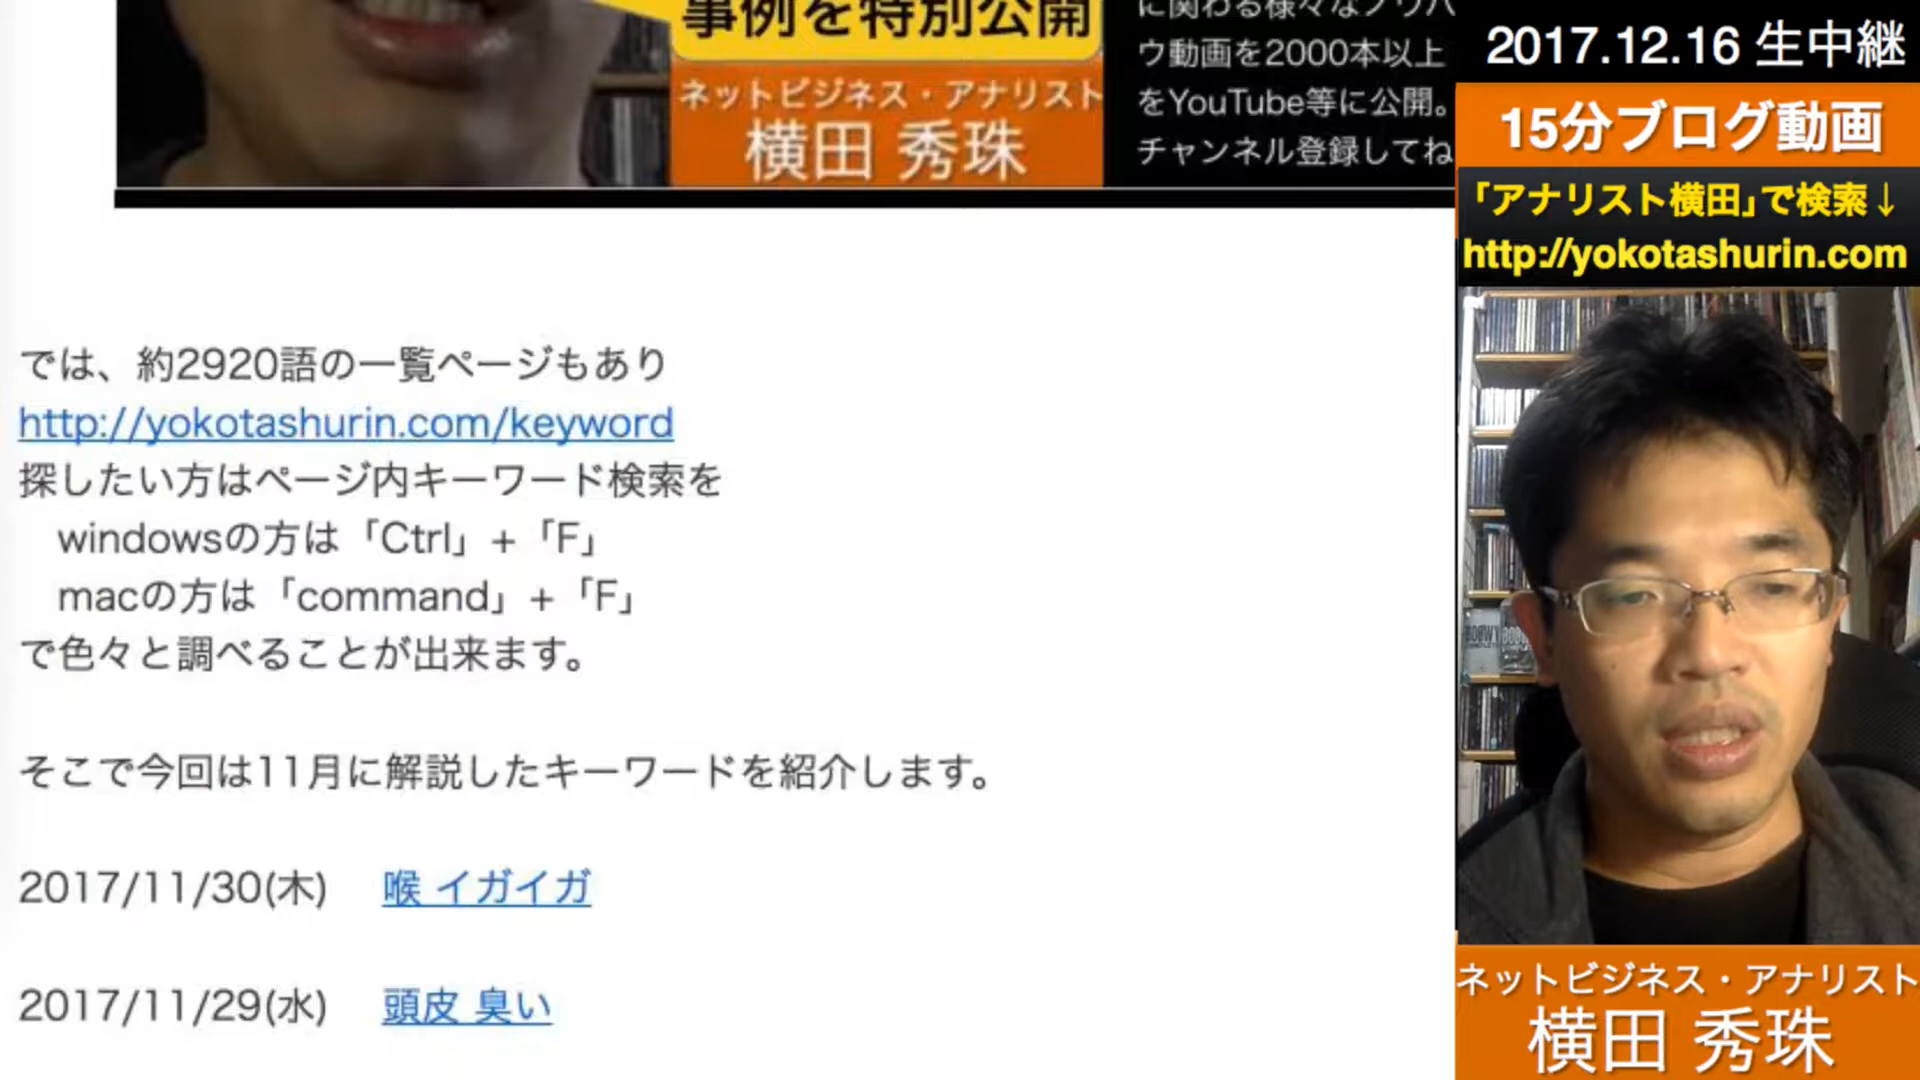 事例を特別公開
ネットビジネス・アナリスト
横田 秀珠
に関わる様々なノウハ
ウ動画を2000本以上
をYouTube等に公開。
チャンネル登録してね
では、約2920語の一覧ページもあり
http://yokotashurin.com/keyword
探したい方はページ内キーワード検索を
windowsの方は「Ctrl」+「F」
macの方は「command」+「F」
で色々と調べることが出来ます。
そこで今回は11月に解説したキーワードを紹介します。
2017/11/30(木) 喉 イガイガ
2017/11/29(水) 頭皮 臭い
2017.12.16 生中継
15分ブログ動画
「アナリスト横田」で検索↓
http://yokotashurin.com
BOØWY
ネットビジネス・アナリスト
横田 秀珠